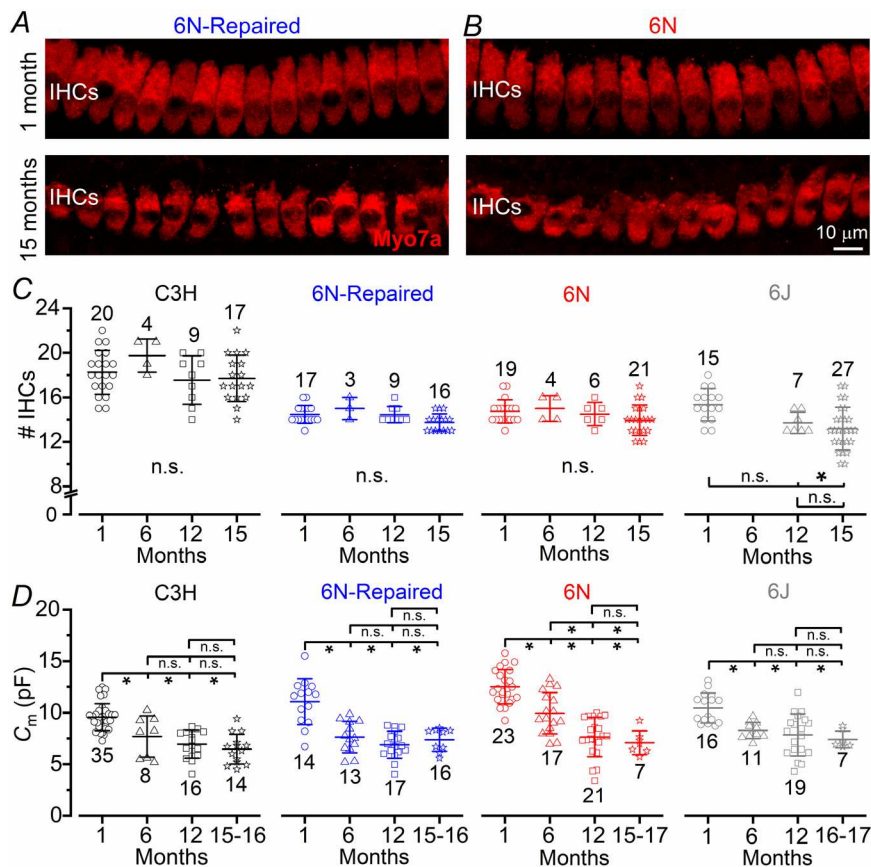 A
6N-Repaired
B
6N
1 month
IHCs
IHCs
15 months
IHCs
Myo7a
IHCs
10 μm
C
C3H
6N-Repaired
6N
6J
# IHCs
24
20
16
12
8
0
20
4
9
17
n.s.
17
3
9
16
n.s.
19
4
6
21
n.s.
15
7
27
n.s.
*
n.s.
1 6 12 15
Months
1 6 12 15
Months
1 6 12 15
Months
1 12 15
Months
D
C3H
6N-Repaired
6N
6J
Cm (pF)
20
15
10
5
0
n.s.
n.s. n.s.
* * *
35
8
16
14
n.s.
n.s. n.s.
* * *
14
13
17
16
n.s.
* *
* * *
23
17
21
7
n.s.
n.s. n.s.
* * *
16
11
19
7
1 6 12 15-16
Months
1 6 12 15-16
Months
1 6 12 15-17
Months
1 6 12 16-17
Months